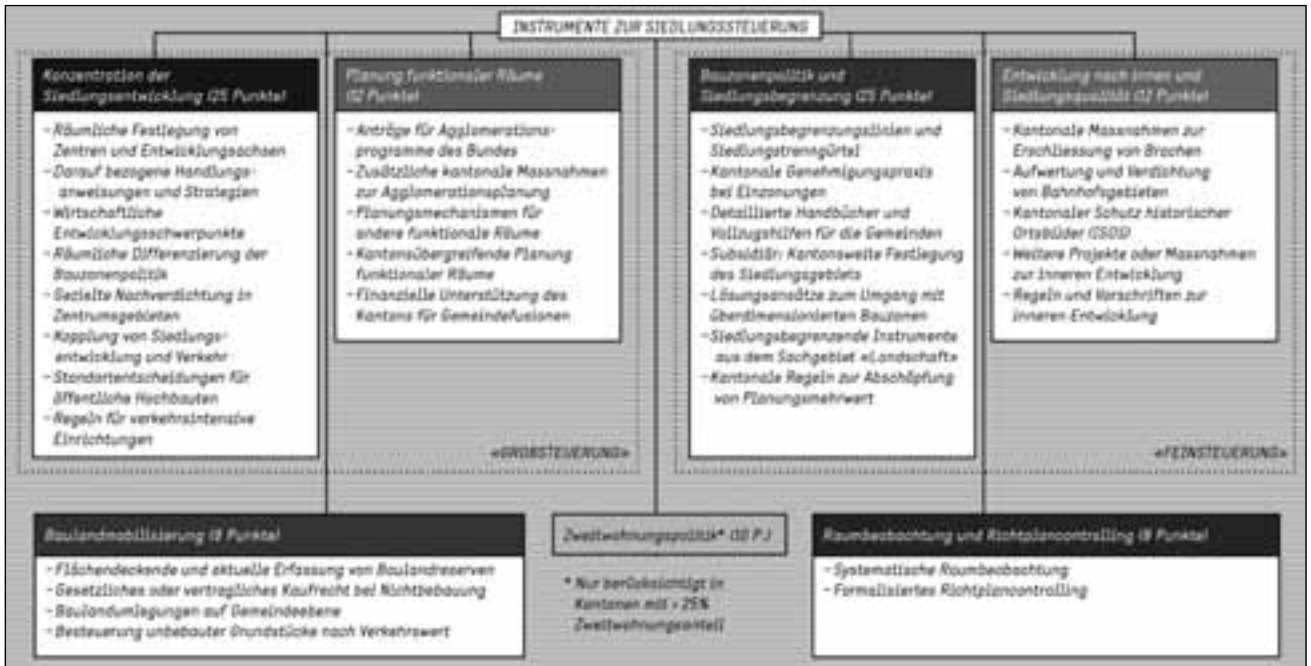 INSTRUMENTE ZUR SIEDLUNGSSTEUERUNG
Konzentration der
Siedlungsentwicklung (25 Punkte)
- Räumliche Festlegung von
Zentren und Entwicklungsachsen
- Darauf bezogene Handlungs-
anweisungen und Strategien
- Wirtschaftliche
Entwicklungsschwerpunkte
- Räumliche Differenzierung der
Bauzonenpolitik
- Gezielte Nachverdichtung in
Zentrumsgebieten
- Kopplung von Siedlungs-
entwicklung und Verkehr
- Standortentscheidungen für
öffentliche Hochbauten
- Regeln für verkehrsintensive
Einrichtungen
Planung funktionaler Räume
(12 Punkte)
- Anträge für Agglomerations-
programme des Bundes
- Zusätzliche kantonale Massnahmen
zur Agglomerationsplanung
- Planungsmechanismen für
andere funktionale Räume
- Kantonsübergreifende Planung
funktionaler Räume
- Finanzielle Unterstützung des
Kantons für Gemeindefusionen
«GROBSTEUERUNG»
Bauzonenpolitik und
Siedlungsbegrenzung (25 Punkte)
- Siedlungsbegrenzungslinien und
Siedlungstrenngürtel
- Kantonale Genehmigungspraxis
bei Einzonungen
- Detaillierte Handbücher und
Vollzugshilfen für die Gemeinden
- Subsidiär: Kantonsweite Festlegung
des Siedlungsgebiets
- Lösungsansätze zum Umgang mit
überdimensionierten Bauzonen
- Siedlungsbegrenzende Instrumente
aus dem Sachgebiet «Landschaft»
- Kantonale Regeln zur Abschöpfung
von Planungsmehrwert
Entwicklung nach Innen und
Siedlungsqualität (12 Punkte)
- Kantonale Massnahmen zur
Erschliessung von Brachen
- Aufwertung und Verdichtung
von Bahnhofsgebieten
- Kantonaler Schutz historischer
Ortsbilder (ISOS)
- Weitere Projekte oder Massnahmen
zur Inneren Entwicklung
- Regeln und Vorschriften zur
inneren Entwicklung
«FEINSTEUERUNG»
Baulandmobilisierung (8 Punkte)
- Flächendeckende und aktuelle Erfassung von Baulandreserven
- Gesetzliches oder vertragliches Kaufrecht bei Nichtbebauung
- Baulandumlegungen auf Gemeindeebene
- Besteuerung unbebauter Grundstücke nach Verkehrswert
Zweitwohnungspolitik* (10 P.)
* Nur berücksichtigt in
Kantonen mit > 25%
Zweitwohnungsanteil
Raumbeobachtung und Richtplancontrolling (8 Punkte)
- Systematische Raumbeobachtung
- Formalisiertes Richtplancontrolling